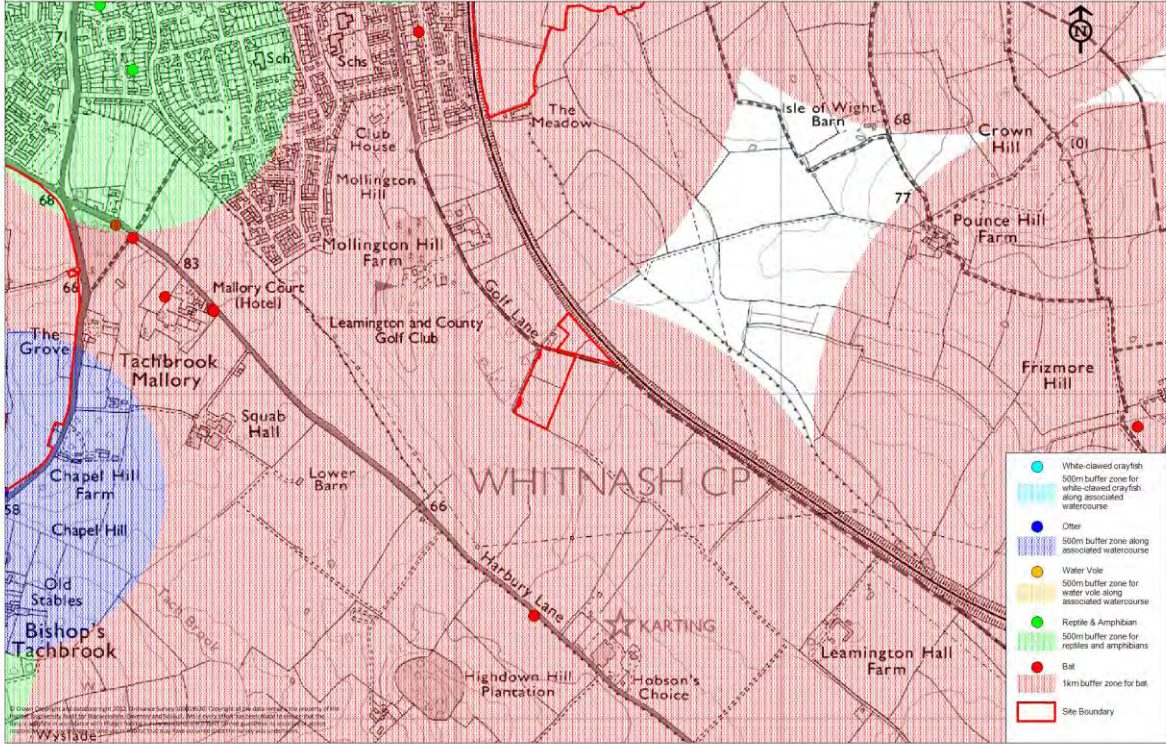 71
Sch
Schs
N
Club
House
The
Meadow
Isle of Wight
Barn
68
Crown
Hill
101
Mollington
Hill
77
68
Pounce Hill
Farm
Mollington Hill
Farm
83
66
Mallory Court
(Hotel)
Golf Lane
The
Grove
Leamington and County
Golf Club
Tachbrook
Mallory
Frizmore
Hill
Squab
Hall
Chapel Hill
Farm
Lower
Barn
WHITNASH CP
58
66
Chapel Hill
Old
Stables
Harbury Lane
Tach Brook
Bishop's
Tachbrook
KARTING
Leamington Hall
Farm
Highdown Hill
Plantation
Hobson's
Choice
Wyslade
White-clawed crayfish
500m buffer zone for
white-clawed crayfish
along associated
watercourse
Otter
500m buffer zone along
associated watercourse
Water Vole
500m buffer zone for
water vole along
associated watercourse
Reptile & Amphibian
500m buffer zone for
reptiles and amphibians
Bat
1km buffer zone for bat
Site Boundary